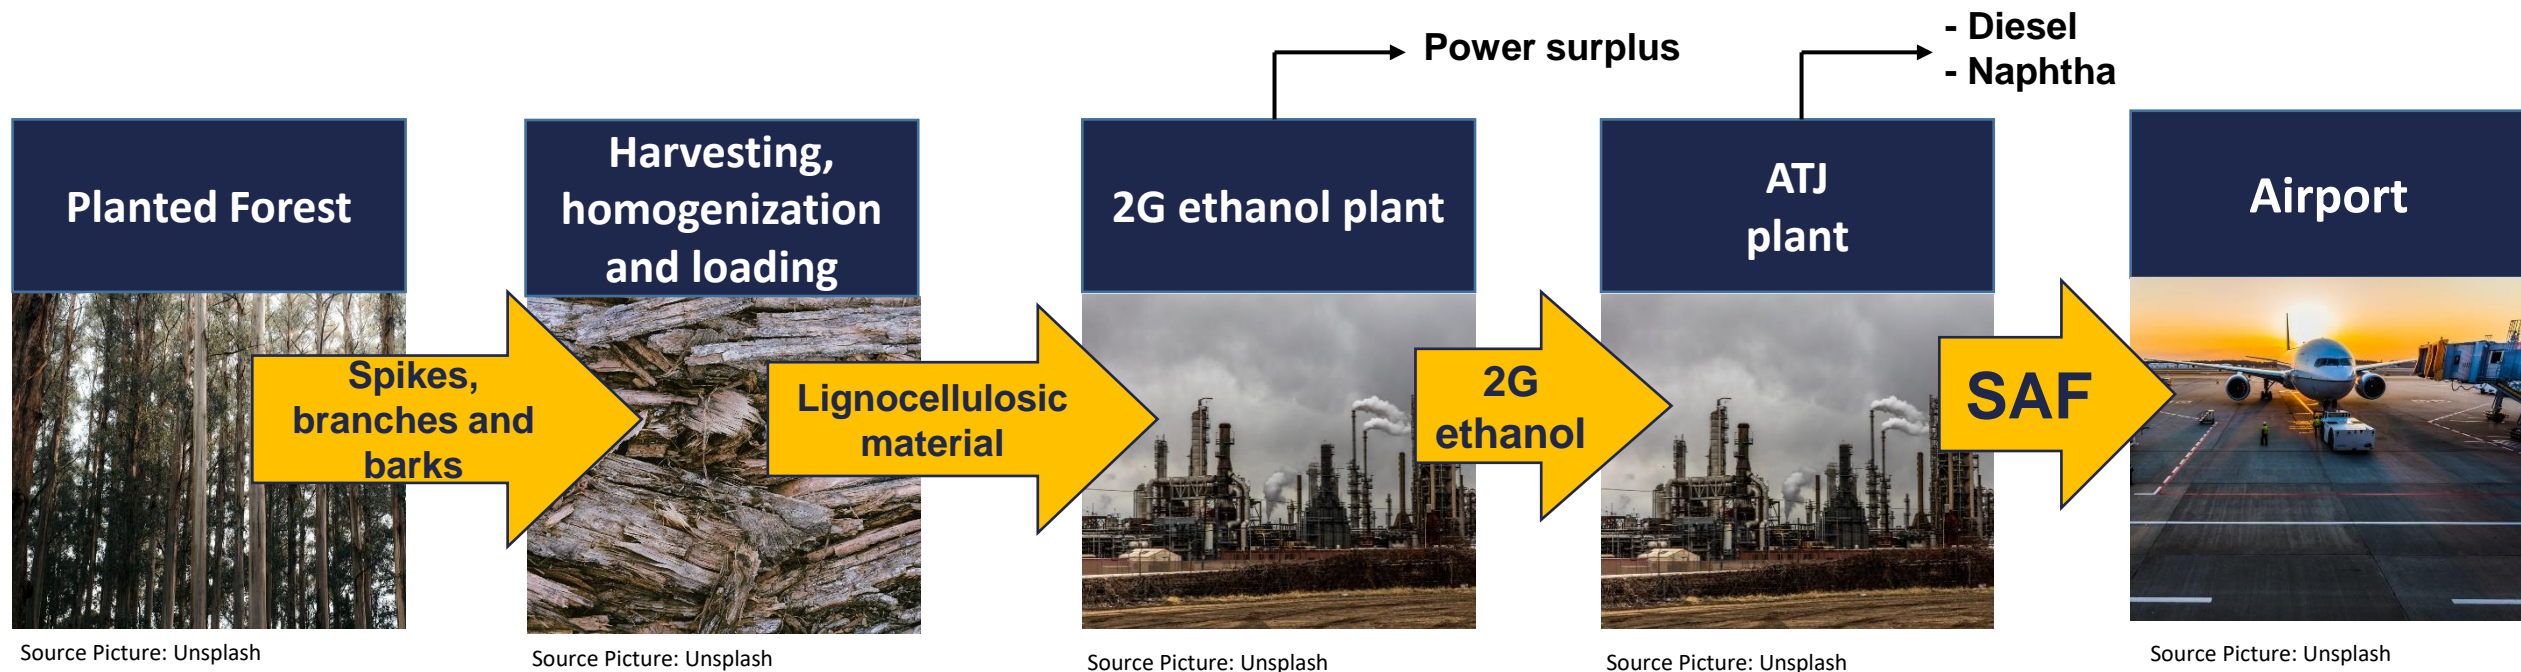 Power surplus
- Diesel
- Naphtha
Planted Forest
Harvesting,
homogenization
and loading
2G ethanol plant
ATJ
plant
Airport
Spikes,
branches and
barks
Lignocellulosic
material
2G
ethanol
SAF
Source Picture: Unsplash
Source Picture: Unsplash
Source Picture: Unsplash
Source Picture: Unsplash
Source Picture: Unsplash